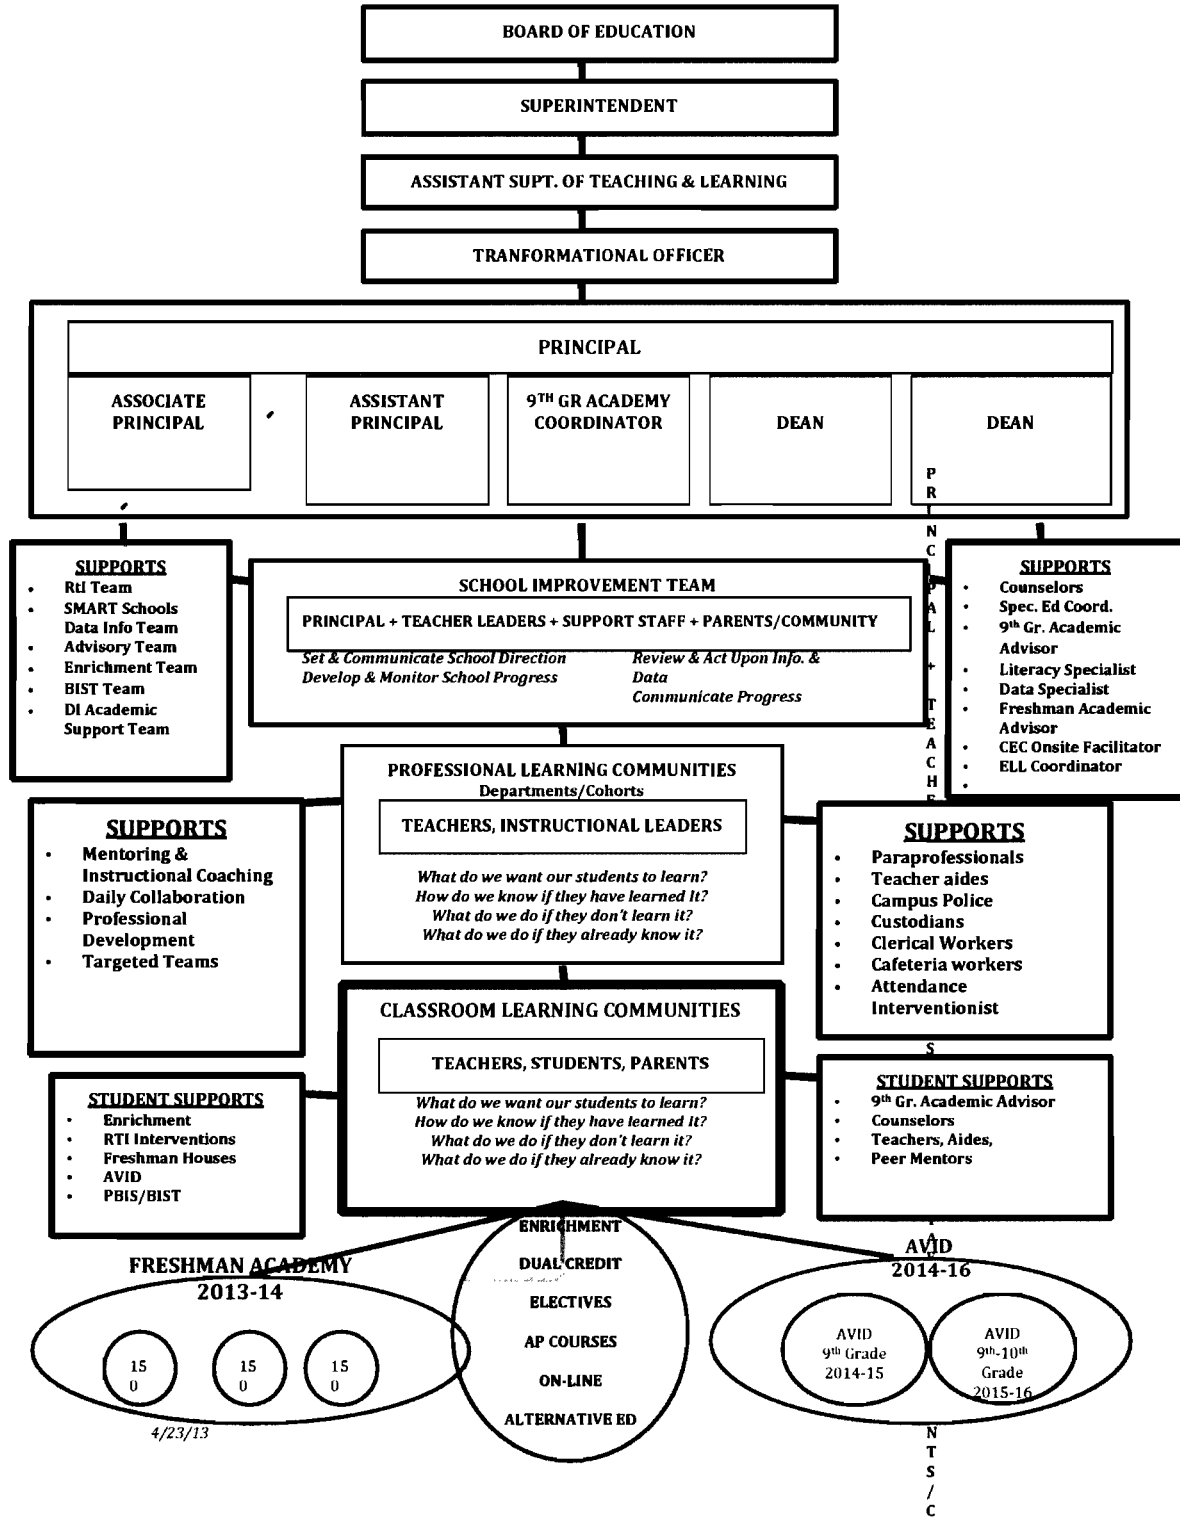 BOARD OF EDUCATION
SUPERINTENDENT
ASSISTANT SUPT. OF TEACHING & LEARNING
TRANFORMATIONAL OFFICER
PRINCIPAL
ASSOCIATE
PRINCIPAL
ASSISTANT
PRINCIPAL
9TH GR ACADEMY
COORDINATOR
DEAN
DEAN
SUPPORTS
• RtI Team
• SMART Schools
Data Info Team
• Advisory Team
• Enrichment Team
• BIST Team
• DI Academic
Support Team
SCHOOL IMPROVEMENT TEAM
PRINCIPAL + TEACHER LEADERS + SUPPORT STAFF + PARENTS/COMMUNITY
Set & Communicate School Direction
Develop & Monitor School Progress
Review & Act Upon Info. &
Data
Communicate Progress
SUPPORTS
• Counselors
• Spec. Ed Coord.
• 9th Gr. Academic
Advisor
• Literacy Specialist
• Data Specialist
• Freshman Academic
Advisor
• CEC Onsite Facilitator
• ELL Coordinator
•
PROFESSIONAL LEARNING COMMUNITIES
Departments/Cohorts
TEACHERS, INSTRUCTIONAL LEADERS
What do we want our students to learn?
How do we know if they have learned It?
What do we do if they don't learn it?
What do we do if they already know it?
SUPPORTS
• Mentoring &
Instructional Coaching
• Daily Collaboration
• Professional
Development
• Targeted Teams
SUPPORTS
• Paraprofessionals
• Teacher aides
• Campus Police
• Custodians
• Clerical Workers
• Cafeteria workers
• Attendance
Interventionist
CLASSROOM LEARNING COMMUNITIES
TEACHERS, STUDENTS, PARENTS
What do we want our students to learn?
How do we know if they have learned It?
What do we do if they don't learn it?
What do we do if they already know it?
STUDENT SUPPORTS
• Enrichment
• RTI Interventions
• Freshman Houses
• AVID
• PBIS/BIST
STUDENT SUPPORTS
• 9th Gr. Academic Advisor
• Counselors
• Teachers, Aides,
• Peer Mentors
FRESHMAN ACADEMY
2013-14
15
0
15
0
15
0
4/23/13
ENRICHMENT
DUAL CREDIT
ELECTIVES
AP COURSES
ON-LINE
ALTERNATIVE ED
AVID
2014-16
AVID
9th Grade
2014-15
AVID
9th-10th
Grade
2015-16
P
R
I
N
C
I
P
A
L
+
T
E
A
C
H
E
S
N
T
S
/
C